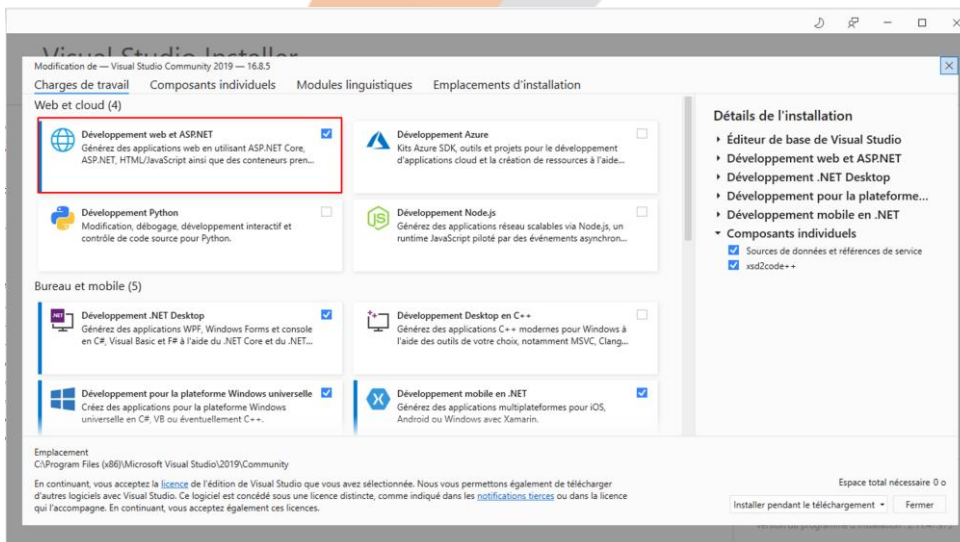 Visual Studio Installer
Modification de — Visual Studio Community 2019 — 16.8.5
Charges de travail Composants individuels Modules linguistiques Emplacements d'installation
Web et cloud (4)
Développement web et ASP.NET
Générez des applications web en utilisant ASP.NET Core,
ASP.NET, HTML/JavaScript ainsi que des conteneurs pren...
Développement Azure
Kits Azure SDK, outils et projets pour le développement
d'applications cloud et la création de ressources à l'aide...
Développement Python
Modification, débogage, développement interactif et
contrôle de code source pour Python.
JS
Développement Node.js
Générez des applications réseau scalables via Node.js, un
runtime JavaScript piloté par des événements asynchron...
Bureau et mobile (5)
.NET
Développement .NET Desktop
Générez des applications WPF, Windows Forms et console
en C#, Visual Basic et F# à l'aide du .NET Core et du .NET...
Développement Desktop en C++
Générez des applications C++ modernes pour Windows à
l'aide des outils de votre choix, notamment MSVC, Clang...
Développement pour la plateforme Windows universelle
Créez des applications pour la plateforme Windows
universelle en C#, VB ou éventuellement C++.
Développement mobile en .NET
Générez des applications multiplateformes pour iOS,
Android ou Windows avec Xamarin.
Détails de l'installation
Éditeur de base de Visual Studio
Développement web et ASP.NET
Développement .NET Desktop
Développement pour la plateforme...
Développement mobile en .NET
Composants individuels
Sources de données et références de service
xsd2code++
Emplacement
C:\Program Files (x86)\Microsoft Visual Studio\2019\Community
En continuant, vous acceptez la licence de l'édition de Visual Studio que vous avez sélectionnée. Nous vous permettons également de télécharger
d'autres logiciels avec Visual Studio. Ce logiciel est concédé sous une licence distincte, comme indiqué dans les notifications tierces ou dans la licence
qui l'accompagne. En continuant, vous acceptez également ces licences.
Espace total nécessaire 0 o
Installer pendant le téléchargement Fermer